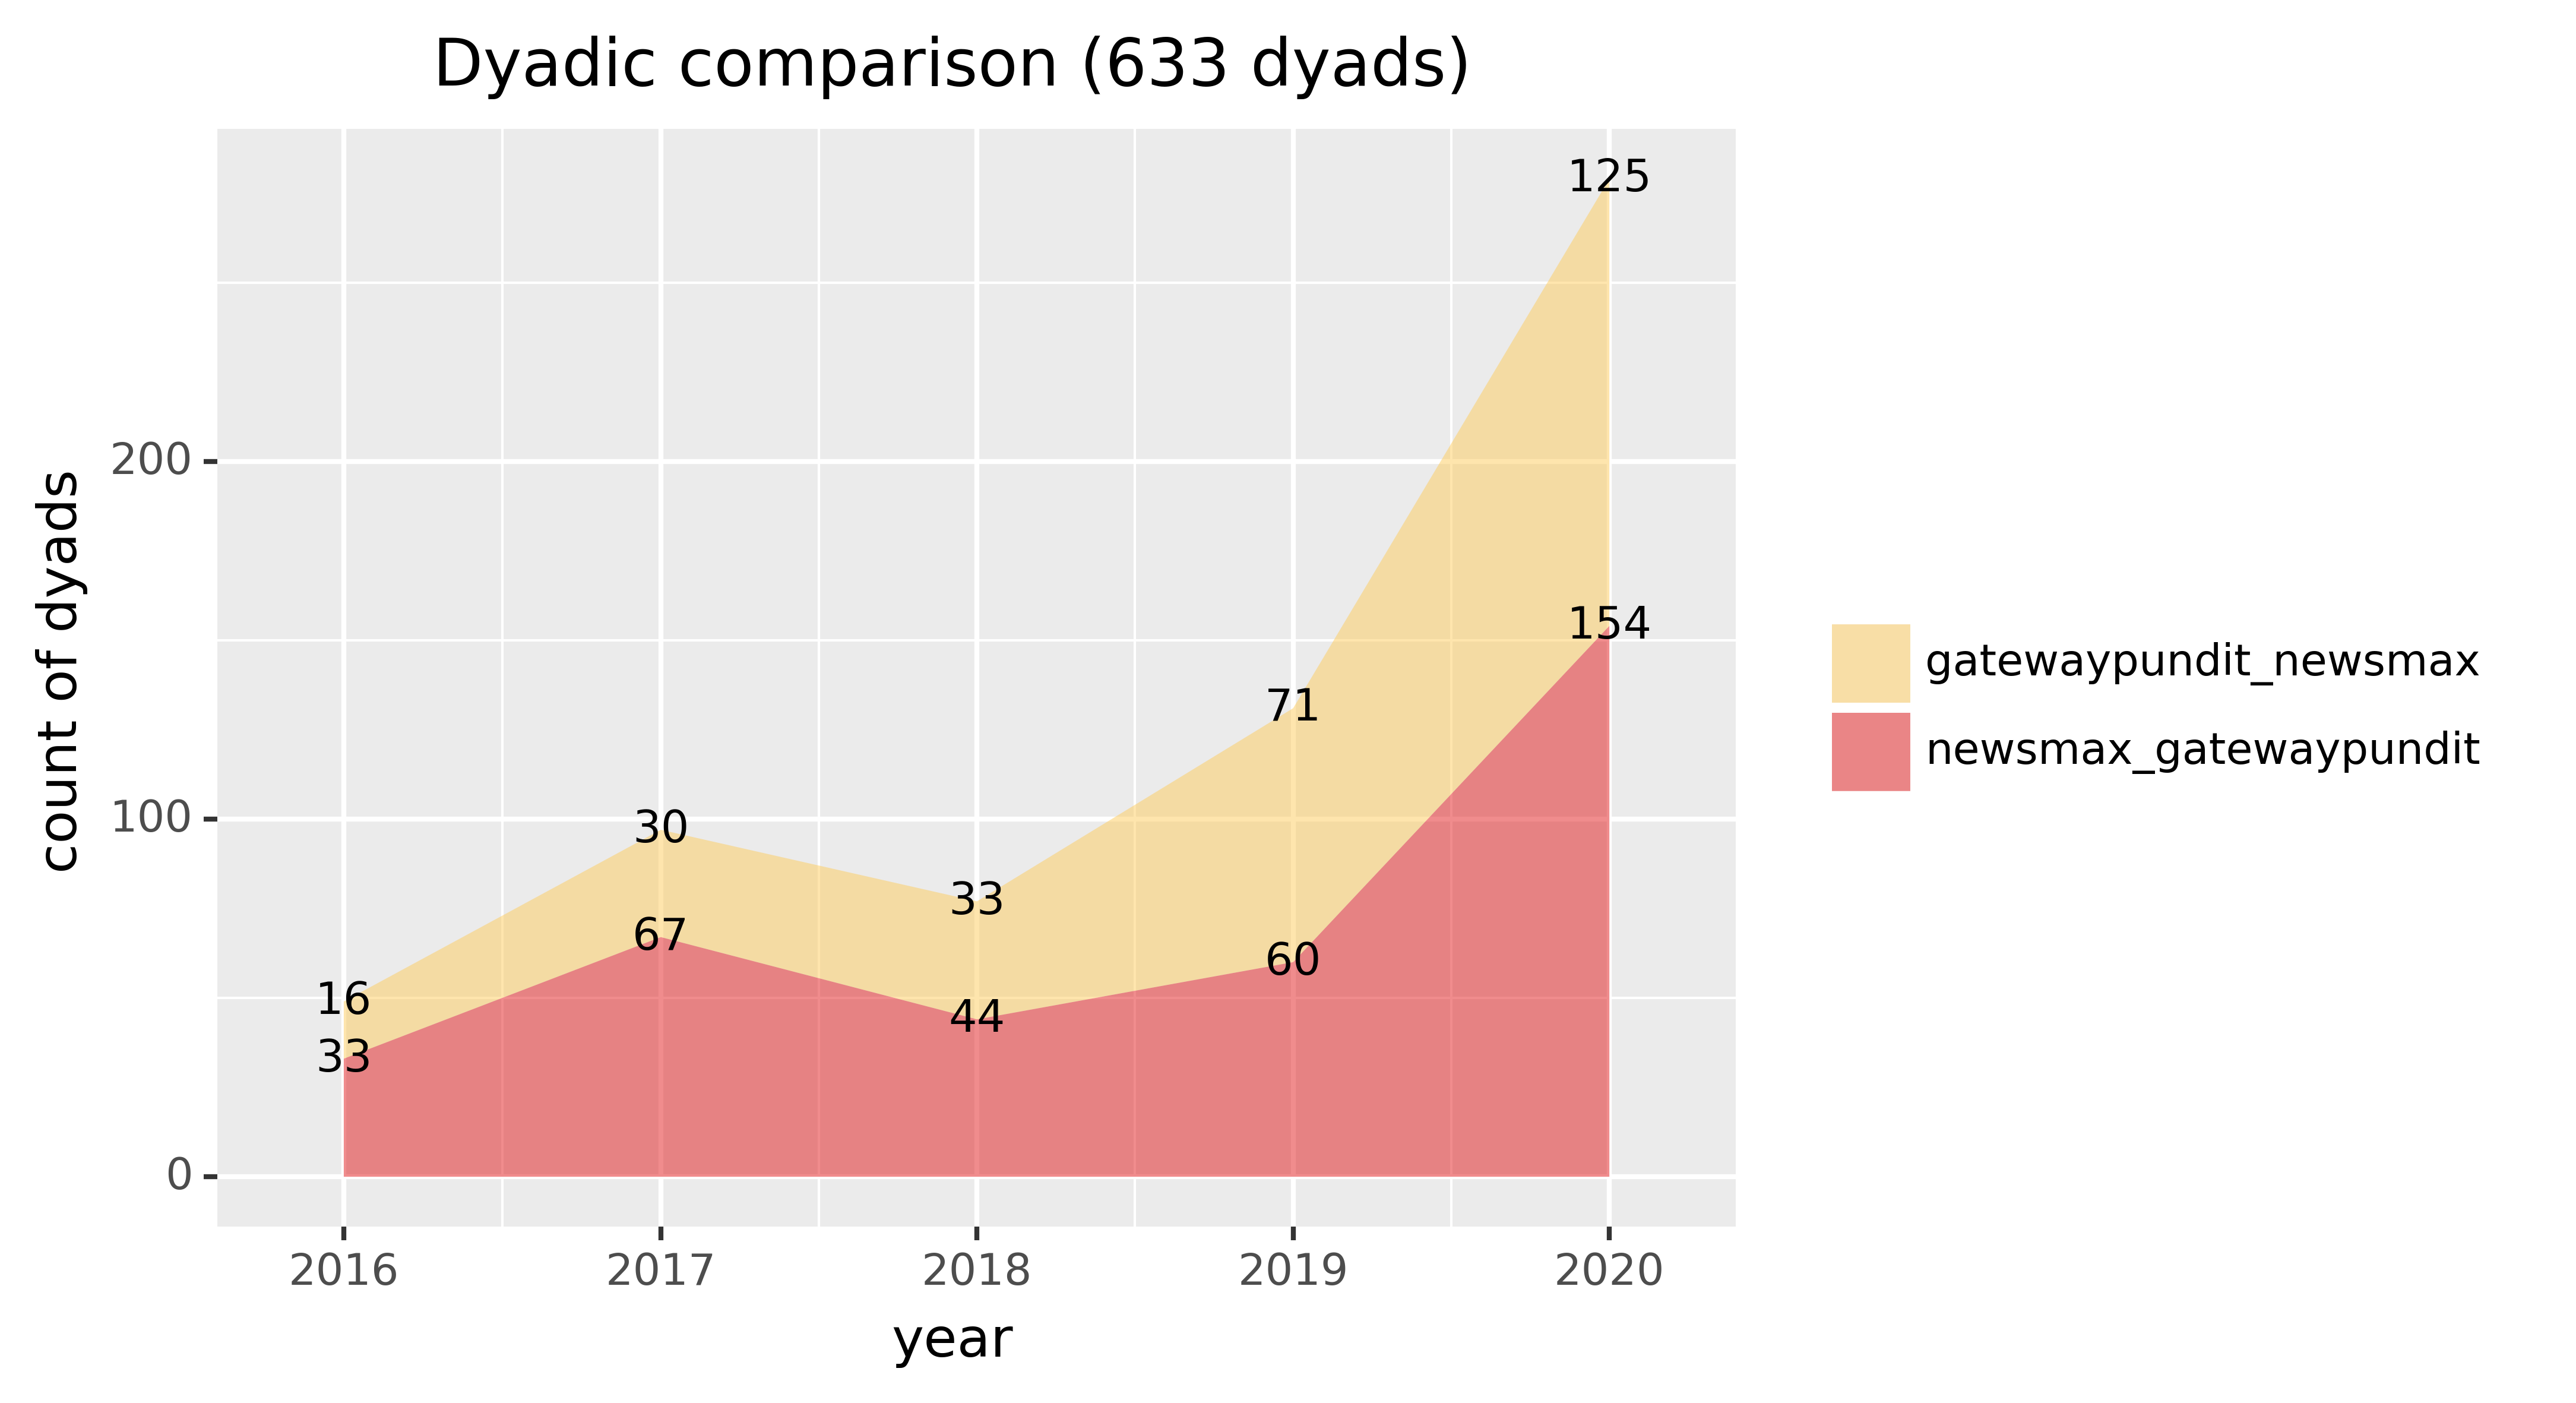 Dyadic comparison (633 dyads)
count of dyads
200
100
0
125
154
71
30
33
67
60
16
44
33
2016 2017 2018 2019 2020
year
gatewaypundit_newsmax
newsmax_gatewaypundit